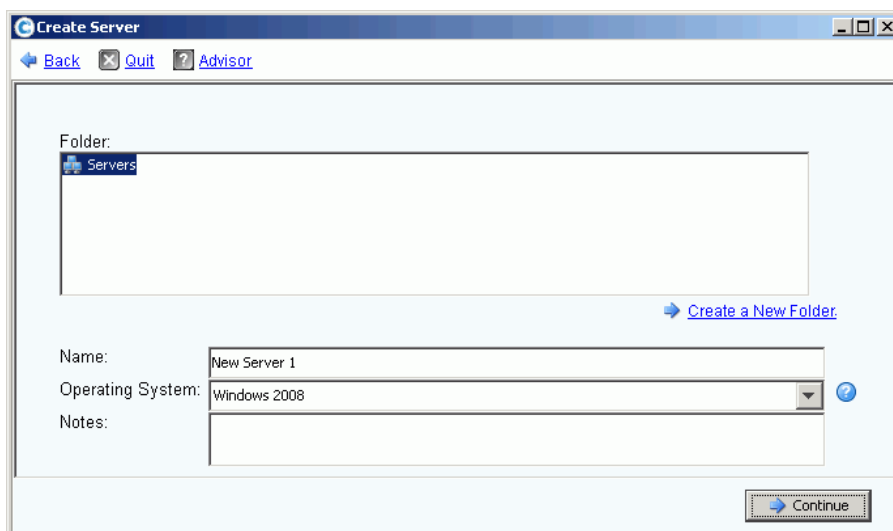 Create Server
Back Quit Advisor
Folder:
Servers
Create a New Folder.
Name: New Server 1
Operating System: Windows 2008
Notes:
Continue